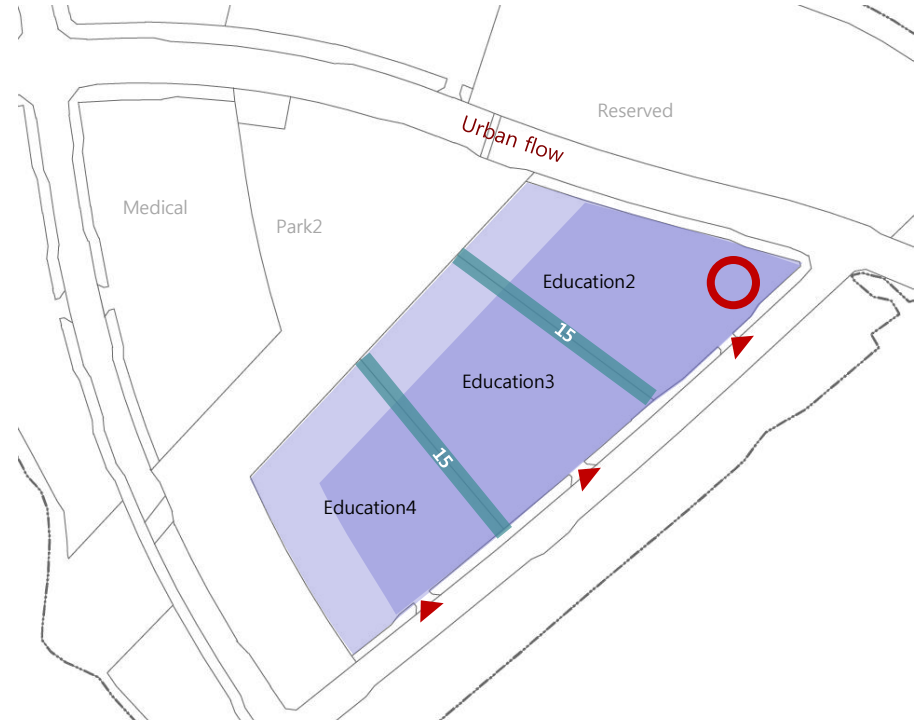 Reserved
Urban flow
Medical
Park2
Education2
15
Education3
15
Education4